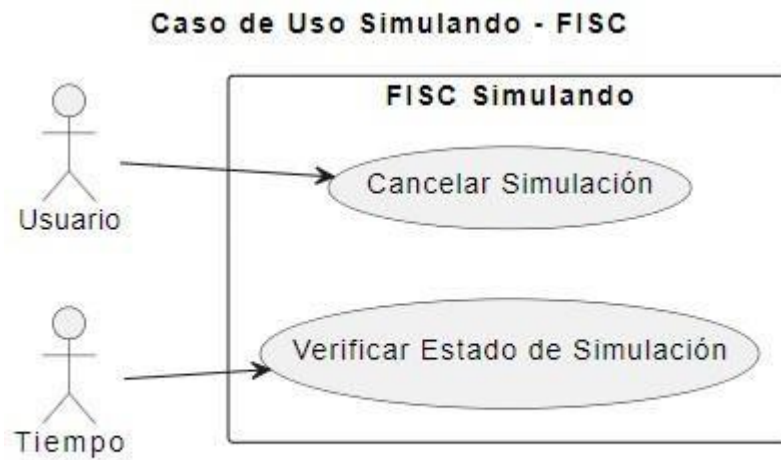 Caso de Uso Simulando - FISC
FISC Simulando
Cancelar Simulación
Usuario
Verificar Estado de Simulación
Tiempo